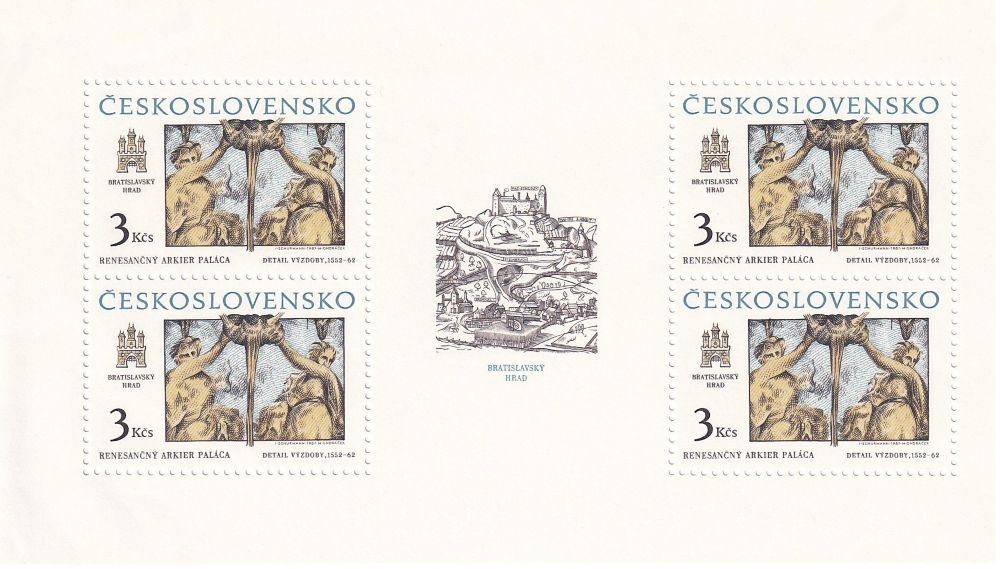 ČESKOSLOVENSKO
BRATISLAVSKÝ
HRAD
3 Kčs
RENESANČNÝ ARKIER PALÁCA DETAIL VÝZDOBY, 1552-62
ČESKOSLOVENSKO
BRATISLAVSKÝ
HRAD
3 Kčs
RENESANČNÝ ARKIER PALÁCA DETAIL VÝZDOBY, 1552-62
BRATISLAVSKÝ
HRAD
ČESKOSLOVENSKO
BRATISLAVSKÝ
HRAD
3 Kčs
RENESANČNÝ ARKIER PALÁCA DETAIL VÝZDOBY, 1552-62
ČESKOSLOVENSKO
BRATISLAVSKÝ
HRAD
3 Kčs
RENESANČNÝ ARKIER PALÁCA DETAIL VÝZDOBY, 1552-62